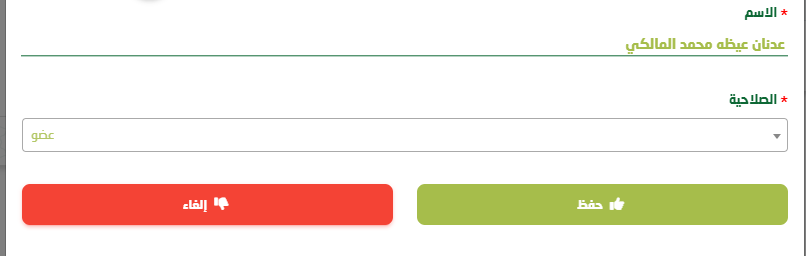 * الاسم
عدنان عيظه محمد المالكي
* الصلاحية
عضو
حفظ
إلغاء